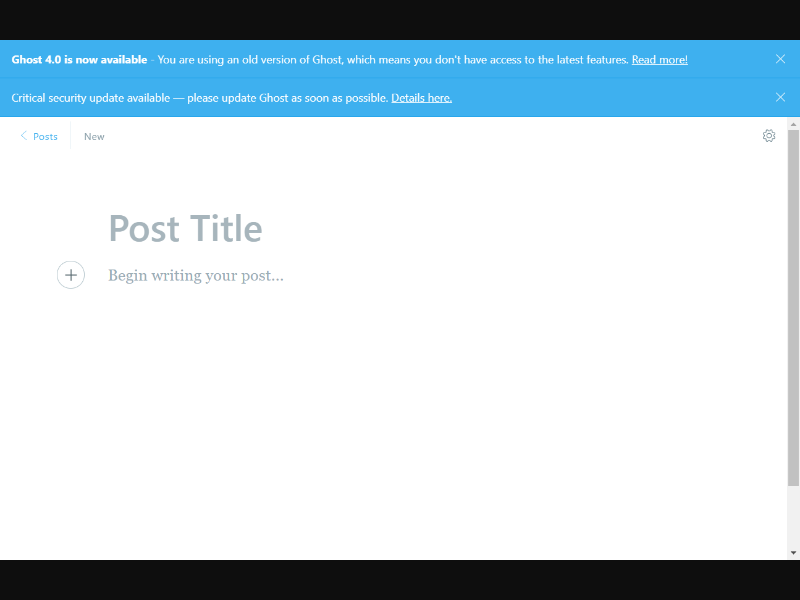 Ghost 4.0 is now available - You are using an old version of Ghost, which means you don't have access to the latest features. Read more!
Critical security update available — please update Ghost as soon as possible. Details here.
Posts
New
Post Title
Begin writing your post...